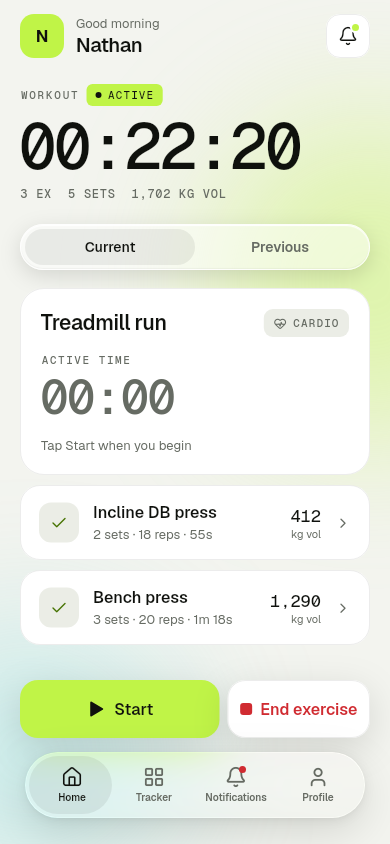 N
Good morning
Nathan
WORKOUT ACTIVE
00:22:20
3 EX 5 SETS 1,702 KG VOL
Current Previous
Treadmill run CARDIO
ACTIVE TIME
00:00
Tap Start when you begin
Incline DB press 412
2 sets · 18 reps · 55s kg vol
Bench press 1,290
3 sets · 20 reps · 1m 18s kg vol
Start End exercise
Home Tracker Notifications Profile